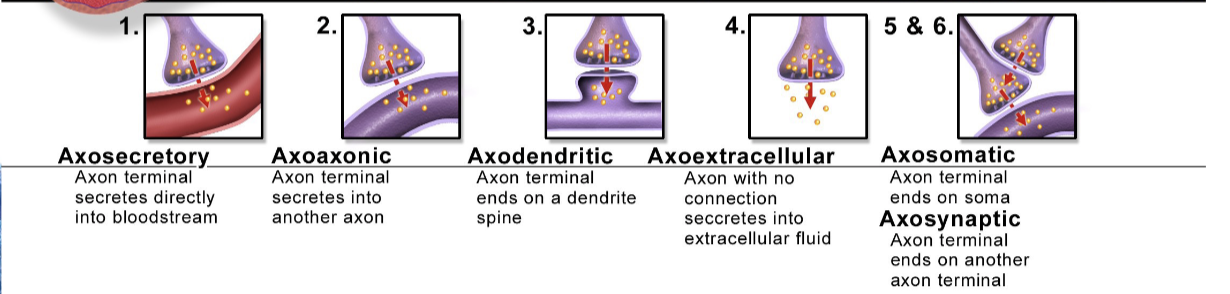 1.
2.
3.
4.
5 & 6.
Axosecretory
Axon terminal
secretes directly
into bloodstream
Axoaxonic
Axon terminal
secretes into
another axon
Axodendritic
Axon terminal
ends on a dendrite
spine
Axoextracellular
Axon with no
connection
seccretes into
extracellular fluid
Axosomatic
Axon terminal
ends on soma
Axosynaptic
Axon terminal
ends on another
axon terminal